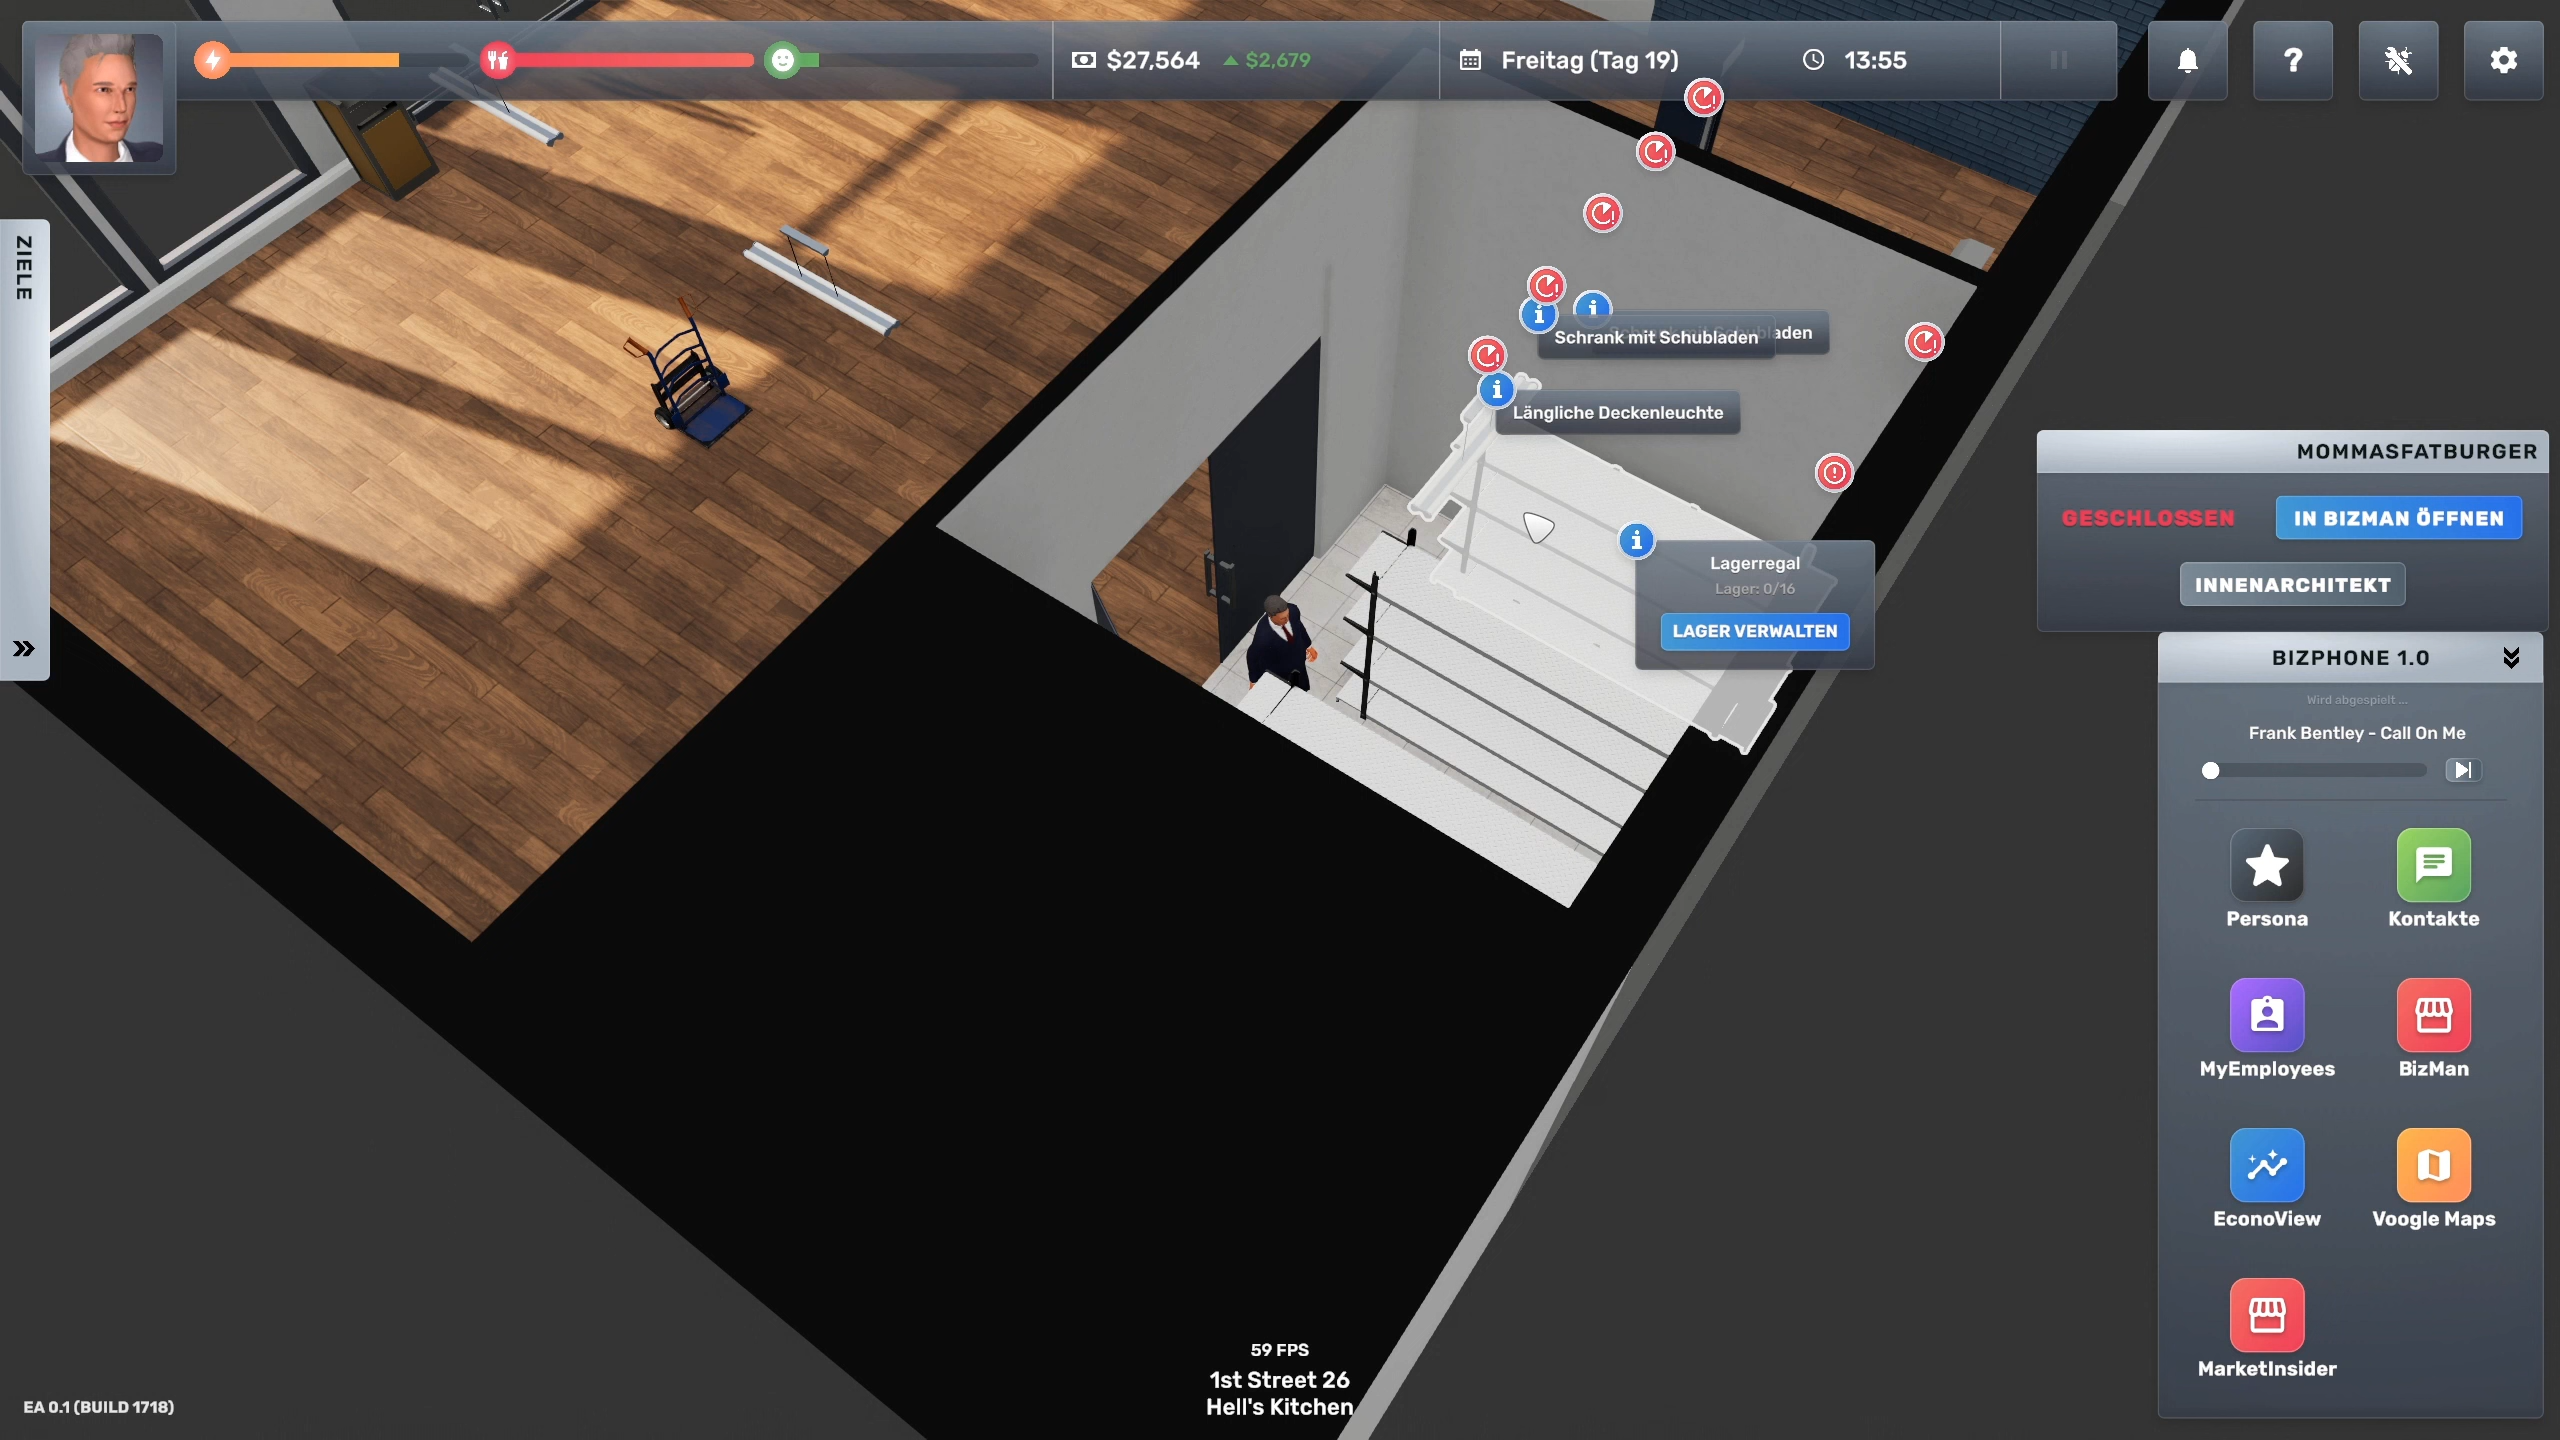 $27,564
$2,679
Freitag (Tag 19)
13:55
?
ZIELE
Schrank mit Schubladen
aden
Längliche Deckenleuchte
Lagerregal
Lager: 0/16
LAGER VERWALTEN
MOMMASFATBURGER
GESCHLOSSEN
IN BIZMAN ÖFFNEN
INNENARCHITEKT
BIZPHONE 1.0
Wird abgespielt ...
Frank Bentley - Call On Me
Persona
Kontakte
MyEmployees
BizMan
EconoView
Voogle Maps
MarketInsider
59 FPS
1st Street 26
Hell's Kitchen
EA 0.1 (BUILD 1718)